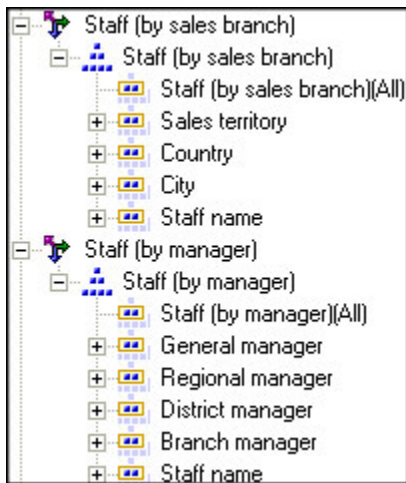 Staff (by sales branch)
Staff (by sales branch)
Staff (by sales branch)(All)
Sales territory
Country
City
Staff name
Staff (by manager)
Staff (by manager)
Staff (by manager)(All)
General manager
Regional manager
District manager
Branch manager
Staff name